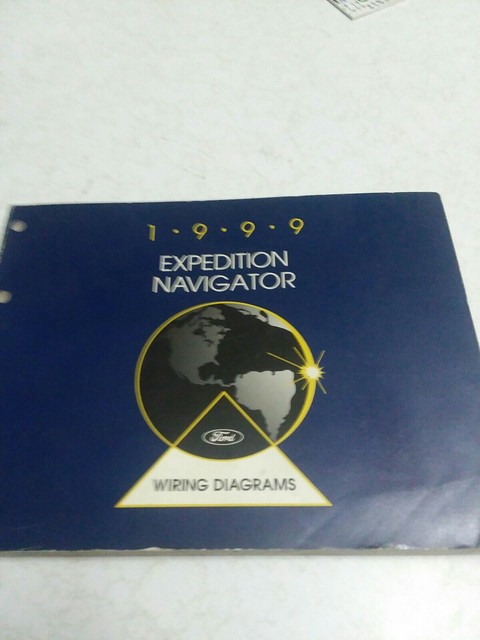 1·9·9·9
EXPEDITION
NAVIGATOR
Ford
WIRING DIAGRAMS